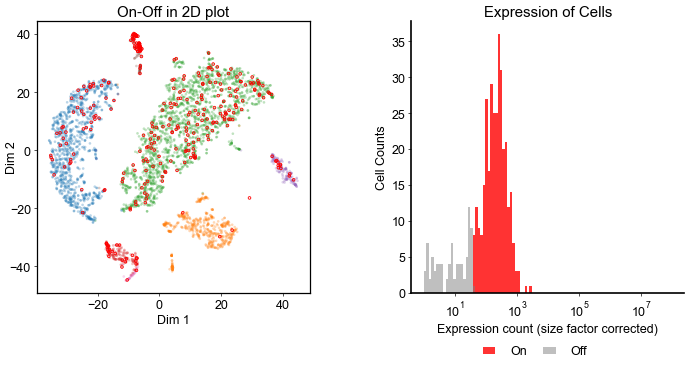 On-Off in 2D plot
40
20
0
−20
−40
Dim 2
−20
0
20
40
Dim 1
Expression of Cells
35
30
25
20
15
10
5
0
Cell Counts
10^1
10^3
10^5
10^7
Expression count (size factor corrected)
On
Off